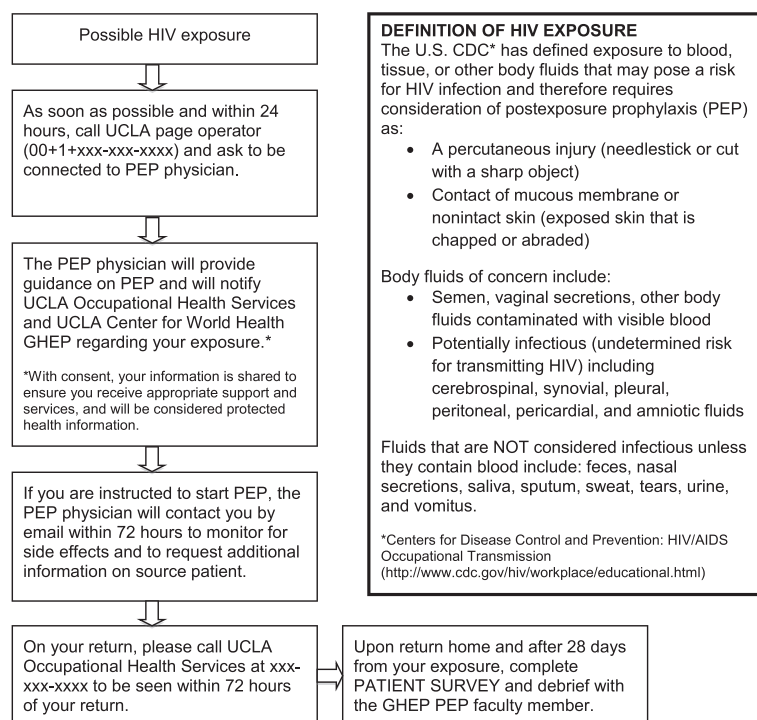 Possible HIV exposure
As soon as possible and within 24
hours, call UCLA page operator
(00+1+xxx-xxx-xxxx) and ask to be
connected to PEP physician.
The PEP physician will provide
guidance on PEP and will notify
UCLA Occupational Health Services
and UCLA Center for World Health
GHEP regarding your exposure.*
*With consent, your information is shared to
ensure you receive appropriate support and
services, and will be considered protected
health information.
If you are instructed to start PEP, the
PEP physician will contact you by
email within 72 hours to monitor for
side effects and to request additional
information on source patient.
On your return, please call UCLA
Occupational Health Services at xxx-
xxx-xxxx to be seen within 72 hours
of your return.
Upon return home and after 28 days
from your exposure, complete
PATIENT SURVEY and debrief with
the GHEP PEP faculty member.
DEFINITION OF HIV EXPOSURE
The U.S. CDC* has defined exposure to blood,
tissue, or other body fluids that may pose a risk
for HIV infection and therefore requires
consideration of postexposure prophylaxis (PEP)
as:
• A percutaneous injury (needlestick or cut
with a sharp object)
• Contact of mucous membrane or
nonintact skin (exposed skin that is
chapped or abraded)
Body fluids of concern include:
• Semen, vaginal secretions, other body
fluids contaminated with visible blood
• Potentially infectious (undetermined risk
for transmitting HIV) including
cerebrospinal, synovial, pleural,
peritoneal, pericardial, and amniotic fluids
Fluids that are NOT considered infectious unless
they contain blood include: feces, nasal
secretions, saliva, sputum, sweat, tears, urine,
and vomitus.
*Centers for Disease Control and Prevention: HIV/AIDS
Occupational Transmission
(http://www.cdc.gov/hiv/workplace/educational.html)